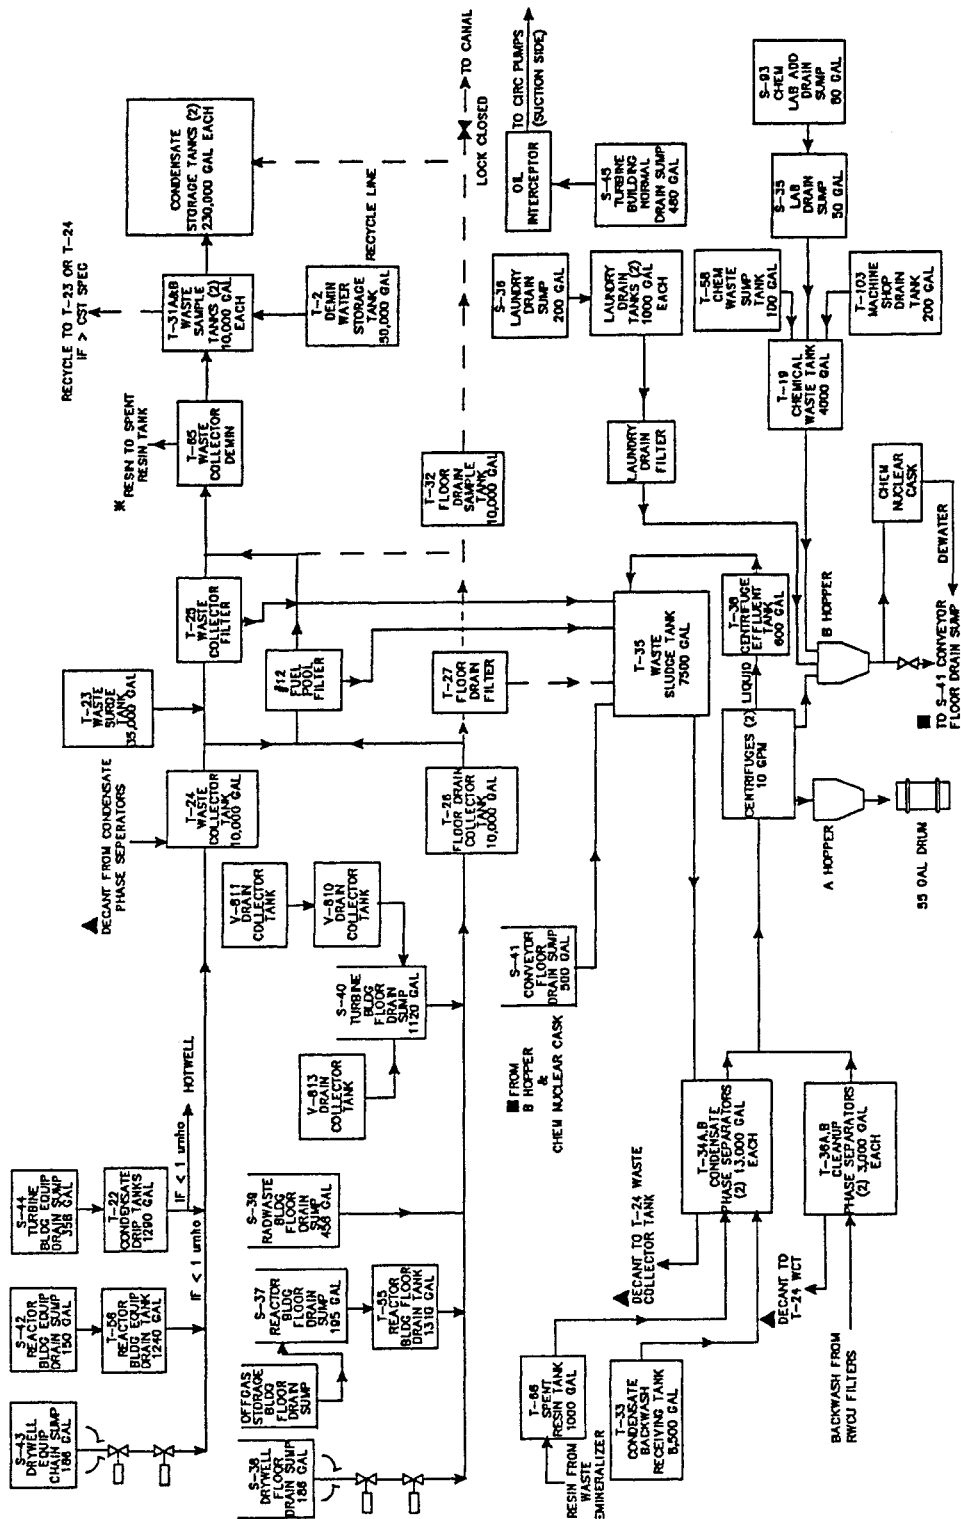 S-43
DRYWELL
EQUIP
CHAIN SUMP
186 GAL
S-42
REACTOR
BLDG EQUIP
DRAIN SUMP
150 GAL
T-56
REACTOR
BLDG EQUIP
DRAIN TANK
1240 GAL
S-44
TURBINE
BLDG EQUIP
DRAIN SUMP
358 GAL
T-22
CONDENSATE
DRIP TANKS
1290 GAL
IF < 1 umho
IF < 1 umho
HOTWELL
DECANT FROM CONDENSATE
PHASE SEPERATORS
T-24
WASTE
COLLECTOR
TANK
10,000 GAL
T-23
WASTE
SURGE
TANK
35,000 GAL
T-25
WASTE
COLLECTOR
FILTER
※ RESIN TO SPENT
RESIN TANK
T-65
WASTE
COLLECTOR
DEMIN
RECYCLE TO T-23 OR T-24
IF > CST SPEC
T-31A&B
WASTE
SAMPLE
TANKS (2)
10,000 GAL
EACH
CONDENSATE
STORAGE TANKS (2)
230,000 GAL EACH
T-2
DEMIN
WATER
STORAGE
TANK
50,000 GAL
RECYCLE LINE
S-38
DRYWELL
FLOOR
DRAIN SUMP
186 GAL
OFFGAS
STORAGE
BLDG
FLOOR
DRAIN
SUMP
S-37
REACTOR
BLDG
FLOOR
DRAIN
SUMP
195 GAL
T-55
REACTOR
BLDG FLOOR
DRAIN TANK
1310 GAL
S-39
RADWASTE
BLDG
FLOOR
DRAIN
SUMP
458 GAL
V-811
DRAIN
COLLECTOR
TANK
V-810
DRAIN
COLLECTOR
TANK
V-813
DRAIN
COLLECTOR
TANK
S-40
TURBINE
BLDG
FLOOR
DRAIN
SUMP
1120 GAL
T-26
FLOOR DRAIN
COLLECTOR
TANK
10,000 GAL
#12
FUEL
POOL
FILTER
T-27
FLOOR
DRAIN
FILTER
T-32
FLOOR
DRAIN
SAMPLE
TANK
10,000 GAL
LOCK CLOSED
TO CANAL
TO CIRC PUMPS
(SUCTION SIDE)
OIL
INTERCEPTOR
S-45
TURBINE
BUILDING
NORMAL
DRAIN SUMP
480 GAL
S-36
LAUNDRY
DRAIN
SUMP
200 GAL
LAUNDRY
DRAIN
TANKS (2)
1000 GAL
EACH
LAUNDRY
DRAIN
FILTER
FROM
B HOPPER
&
CHEM NUCLEAR CASK
S-41
CONVEYOR
FLOOR
DRAIN SUMP
500 GAL
T-35
WASTE
SLUDGE TANK
7500 GAL
T-38
CENTRIFUGE
EFFLUENT
TANK
600 GAL
LIQUID
CENTRIFUGES (2)
10 GPM
A HOPPER
55 GAL DRUM
B HOPPER
S-93
CHEM
LAB ADD
DRAIN
SUMP
60 GAL
S-35
LAB
DRAIN
SUMP
50 GAL
T-58
CHEM
WASTE
SUMP
TANK
100 GAL
T-103
MACHINE
SHOP
DRAIN
TANK
200 GAL
T-19
CHEMICAL
WASTE TANK
4000 GAL
CHEM
NUCLEAR
CASK
DEWATER
TO S-41 CONVEYOR
FLOOR DRAIN SUMP
RESIN FROM
WASTE
EMINERALIZER
T-66
SPENT
RESIN TANK
1000 GAL
T-33
CONDENSATE
BACKWASH
RECEIVING TANK
8,500 GAL
DECANT TO T-24 WASTE
COLLECTOR TANK
DECANT TO
T-24 WCT
BACKWASH FROM
RWCU FILTERS
T-34A,B
CONDENSATE
PHASE SEPARATORS
(2) 13,000 GAL
EACH
T-36A,B
CLEANUP
PHASE SEPARATORS
(2) 3,000 GAL
EACH